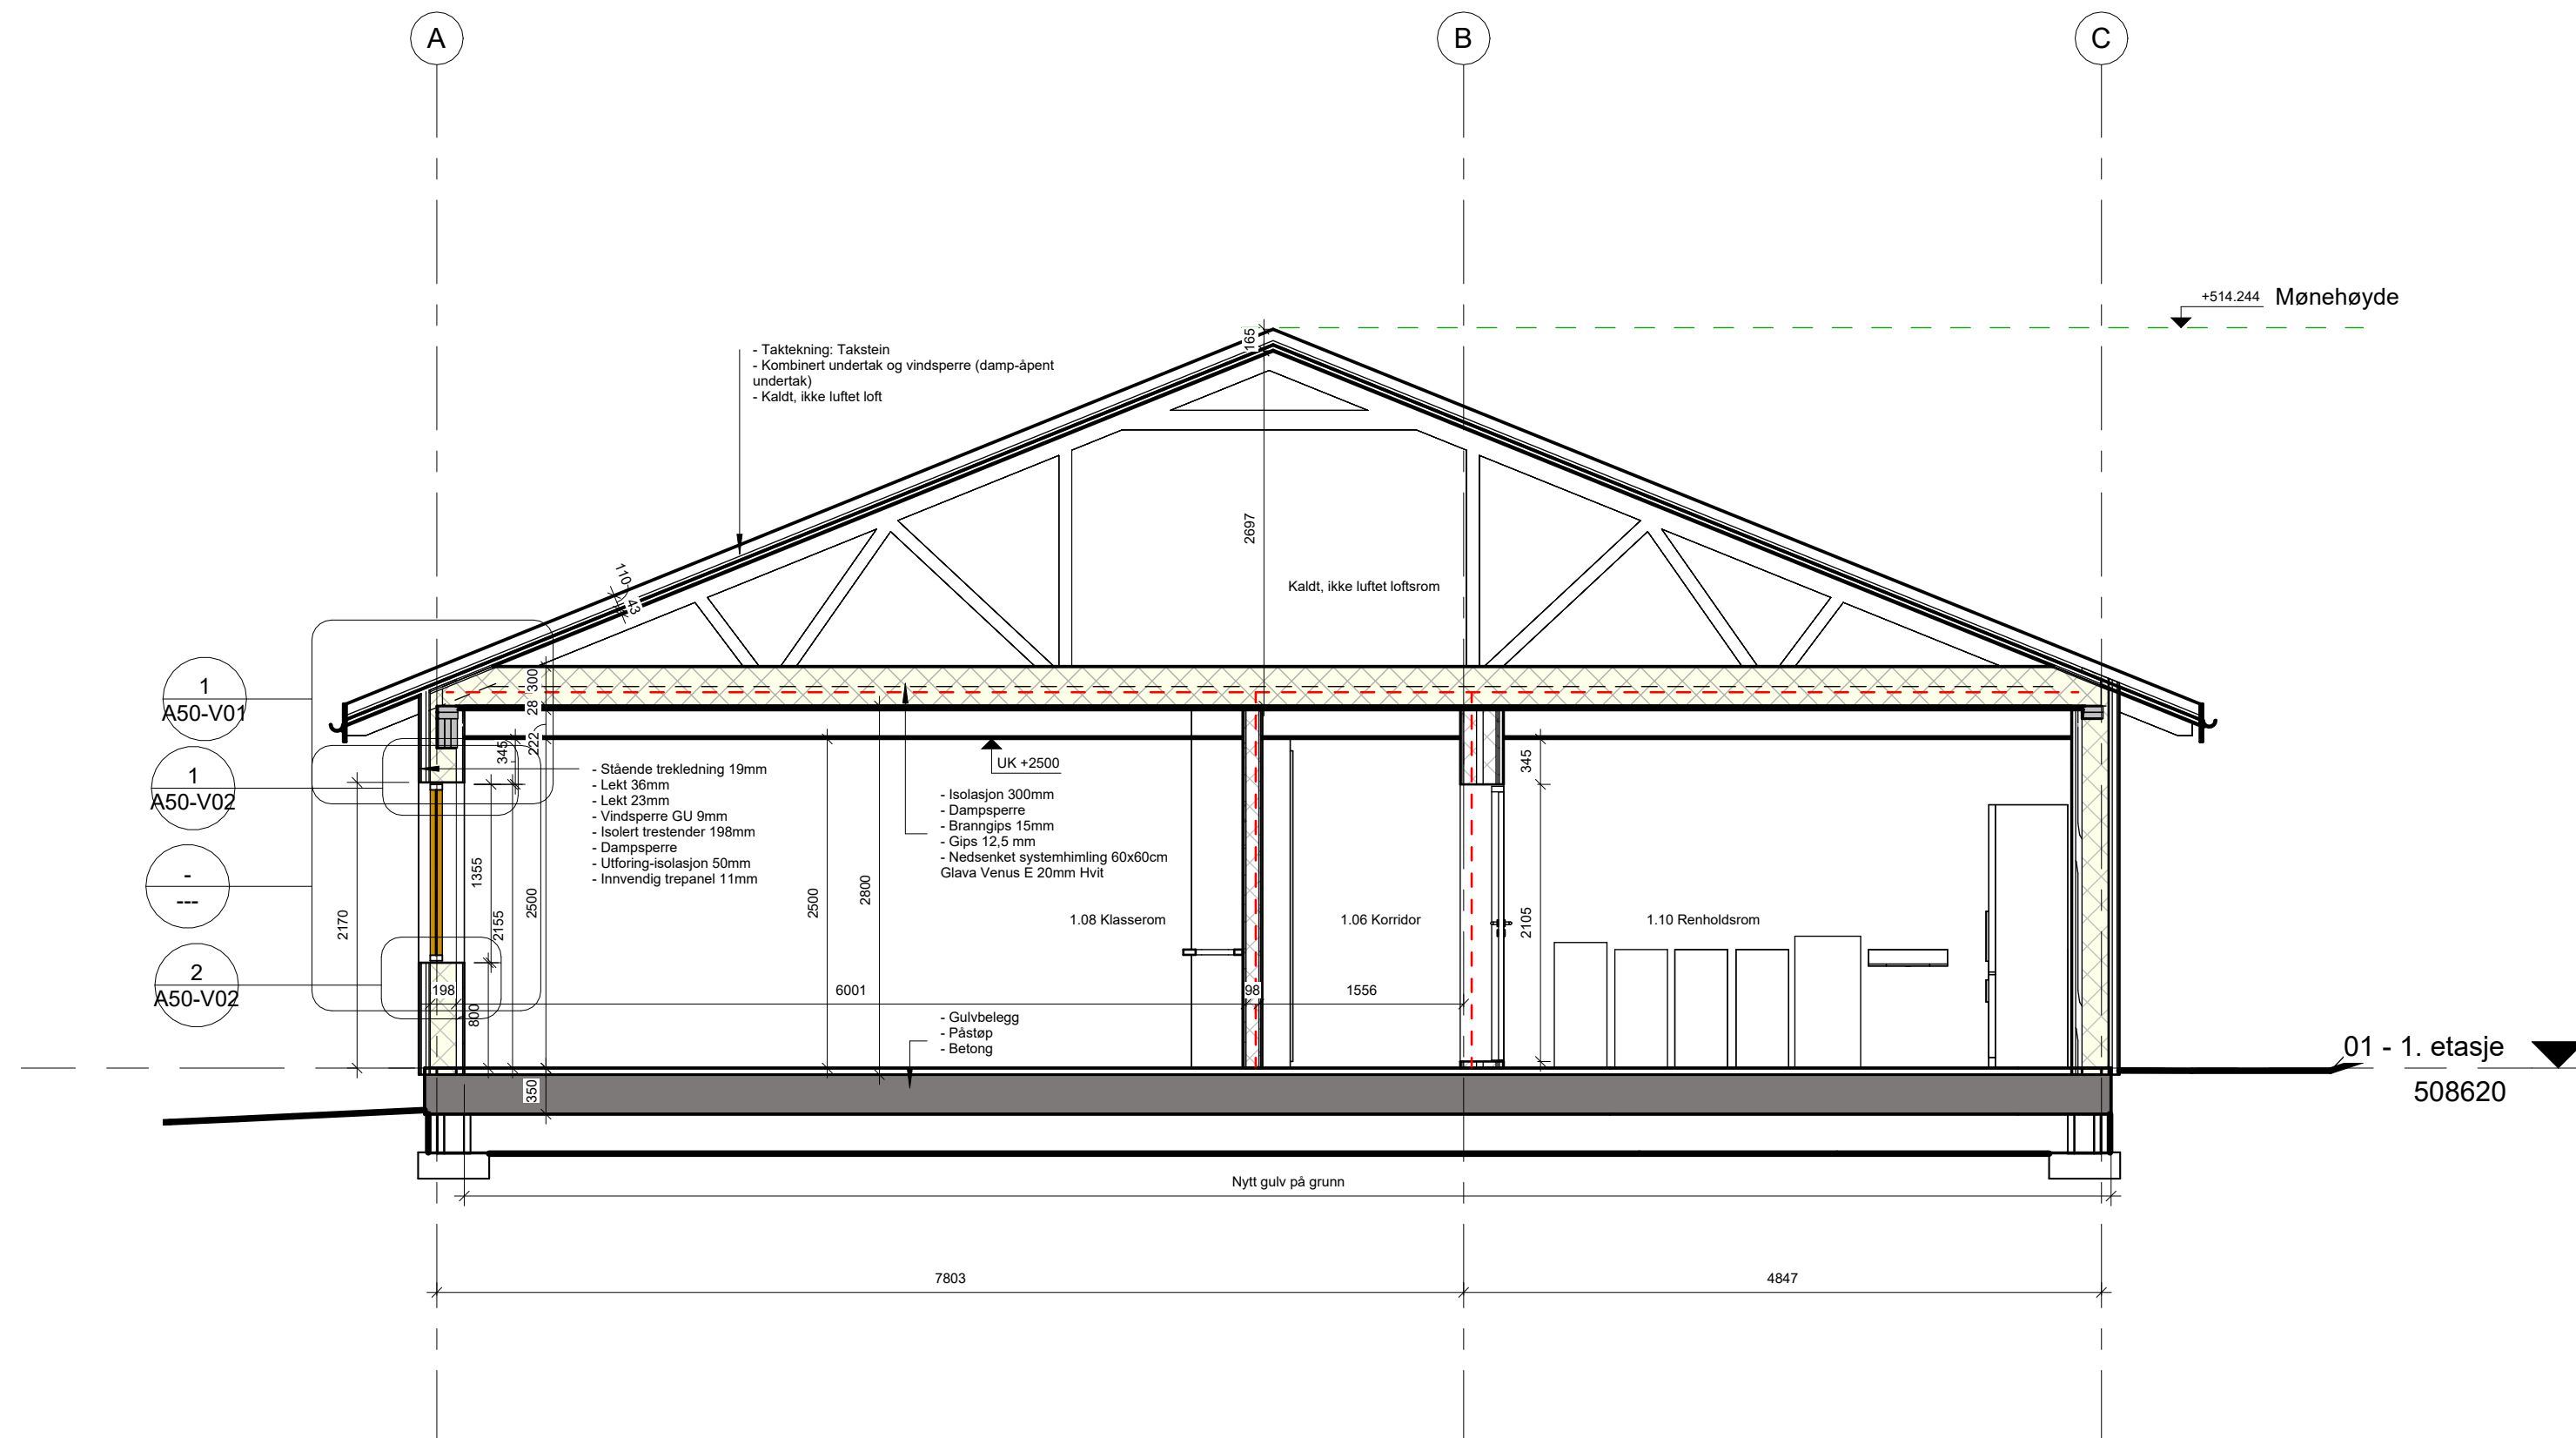 A
B
C
+514.244 Mønehøyde
165
- Taktekning: Takstein
- Kombinert undertak og vindsperre (damp-åpent
undertak)
- Kaldt, ikke luftet loft
2697
110
43
Kaldt, ikke luftet loftsrom
1
A50-V01
300
28
222
345
1
A50-V02
- Stående trekledning 19mm
- Lekt 36mm
- Lekt 23mm
- Vindsperre GU 9mm
- Isolert trestender 198mm
- Dampsperre
- Utforing-isolasjon 50mm
- Innvendig trepanel 11mm
UK +2500
- Isolasjon 300mm
- Dampsperre
- Branngips 15mm
- Gips 12,5 mm
- Nedsenket systemhimling 60x60cm
Glava Venus E 20mm Hvit
345
-
---
2170
1355
2155
2500
2500
2800
1.08 Klasserom
1.06 Korridor
2105
1.10 Renholdsrom
2
A50-V02
198
800
6001
98
1556
- Gulvbelegg
- Påstøp
- Betong
350
01 - 1. etasje
508620
Nytt gulv på grunn
7803
4847